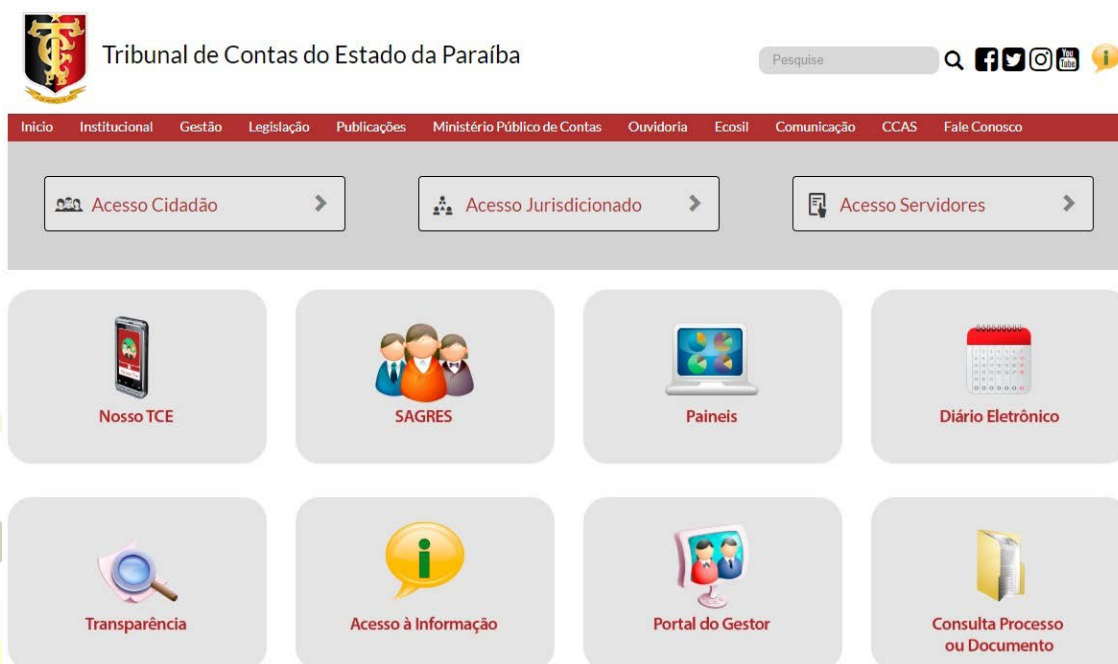 Tribunal de Contas do Estado da Paraíba
Pesquise
You
Tube
Inicio Institucional Gestão Legislação Publicações Ministério Público de Contas Ouvidoria Ecosil Comunicação CCAS Fale Conosco
Acesso Cidadão
Acesso Jurisdicionado
Acesso Servidores
Nosso TCE
SAGRES
Paineis
Diário Eletrônico
Transparência
Acesso à Informação
Portal do Gestor
Consulta Processo
ou Documento